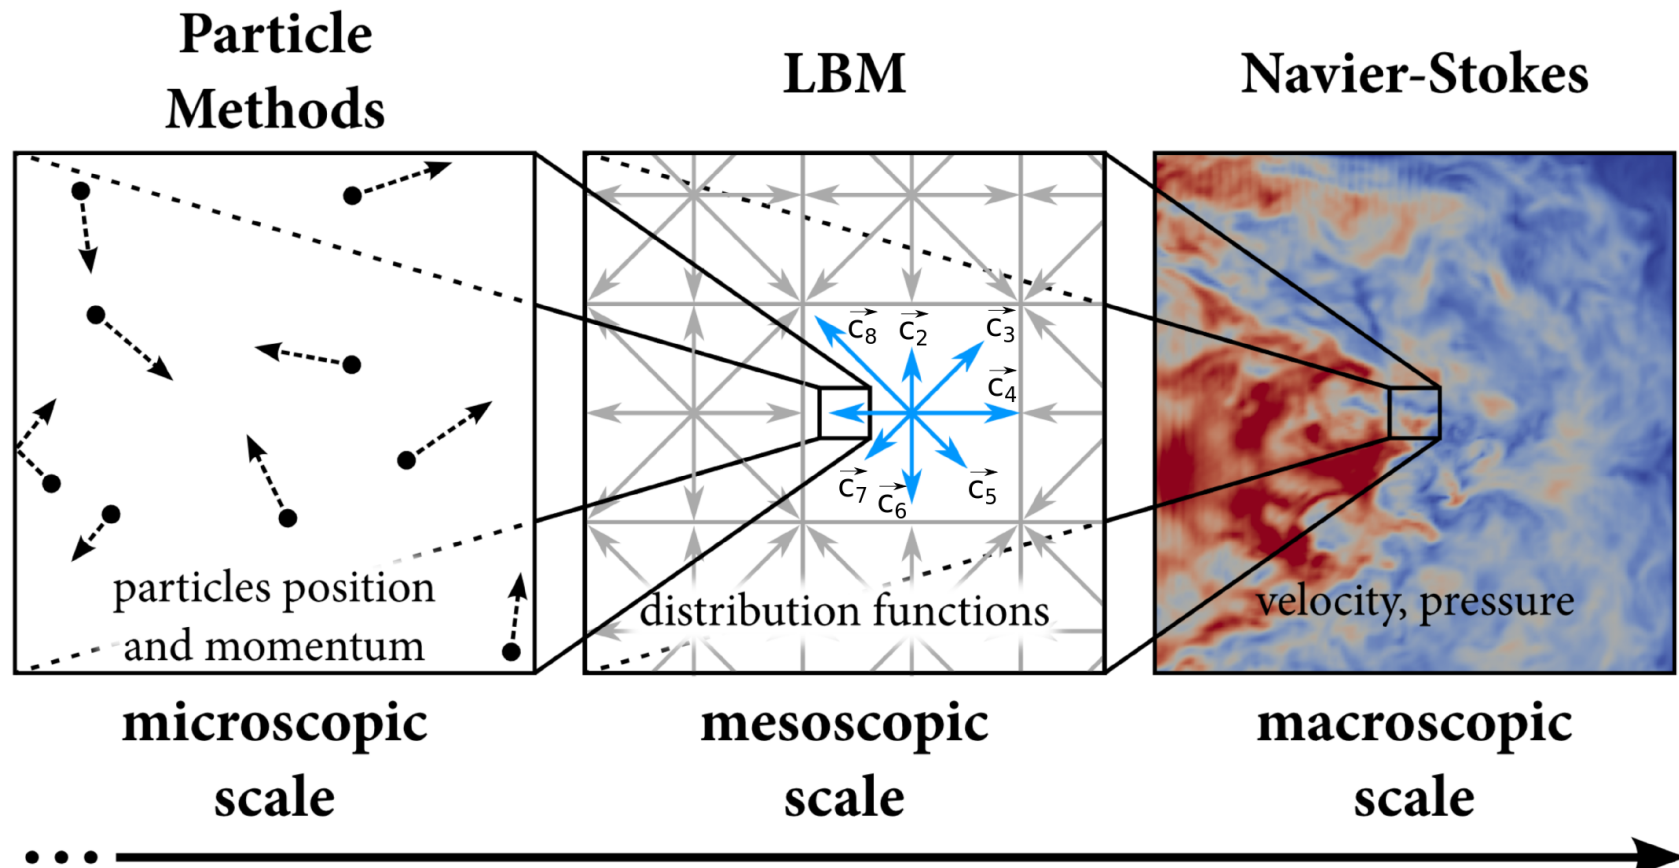 Particle
Methods
LBM
Navier-Stokes
c⃗8 c⃗2 c⃗3
c⃗4
c⃗7 c⃗6 c⃗5
particles position
and momentum
distribution functions
velocity, pressure
microscopic
scale
mesoscopic
scale
macroscopic
scale